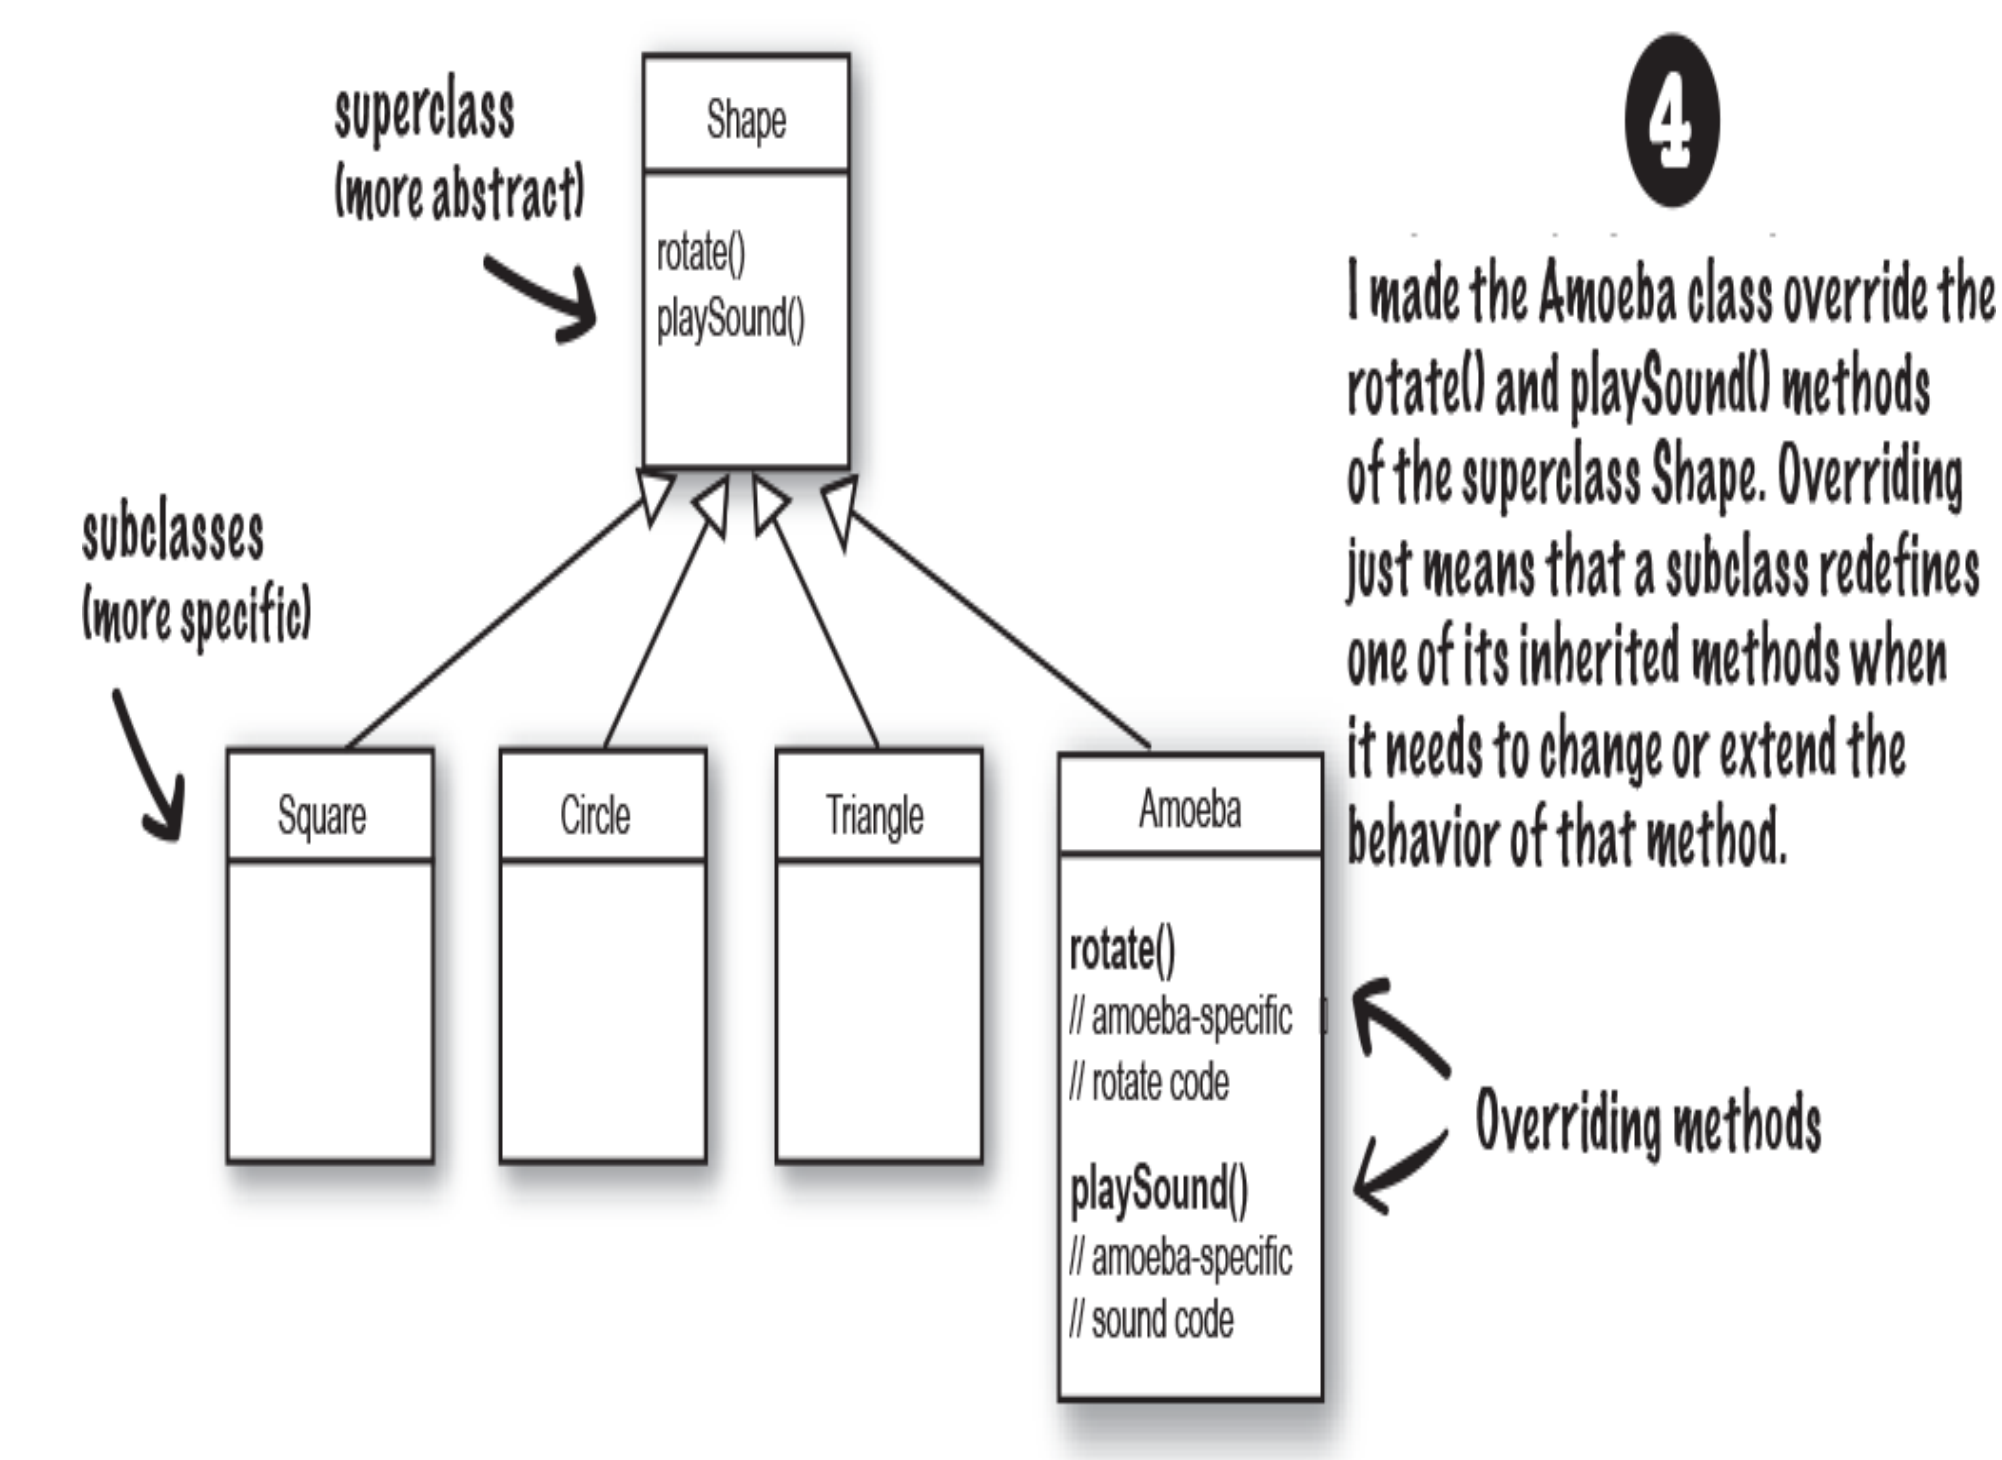 superclass
(more abstract)
Shape
rotate()
playSound()
4
I made the Amoeba class override the
rotate() and playSound() methods
of the superclass Shape. Overriding
just means that a subclass redefines
one of its inherited methods when
it needs to change or extend the
behavior of that method.
subclasses
(more specific)
Square
Circle
Triangle
Amoeba
rotate()
// amoeba-specific
// rotate code
playSound()
// amoeba-specific
// sound code
Overriding methods